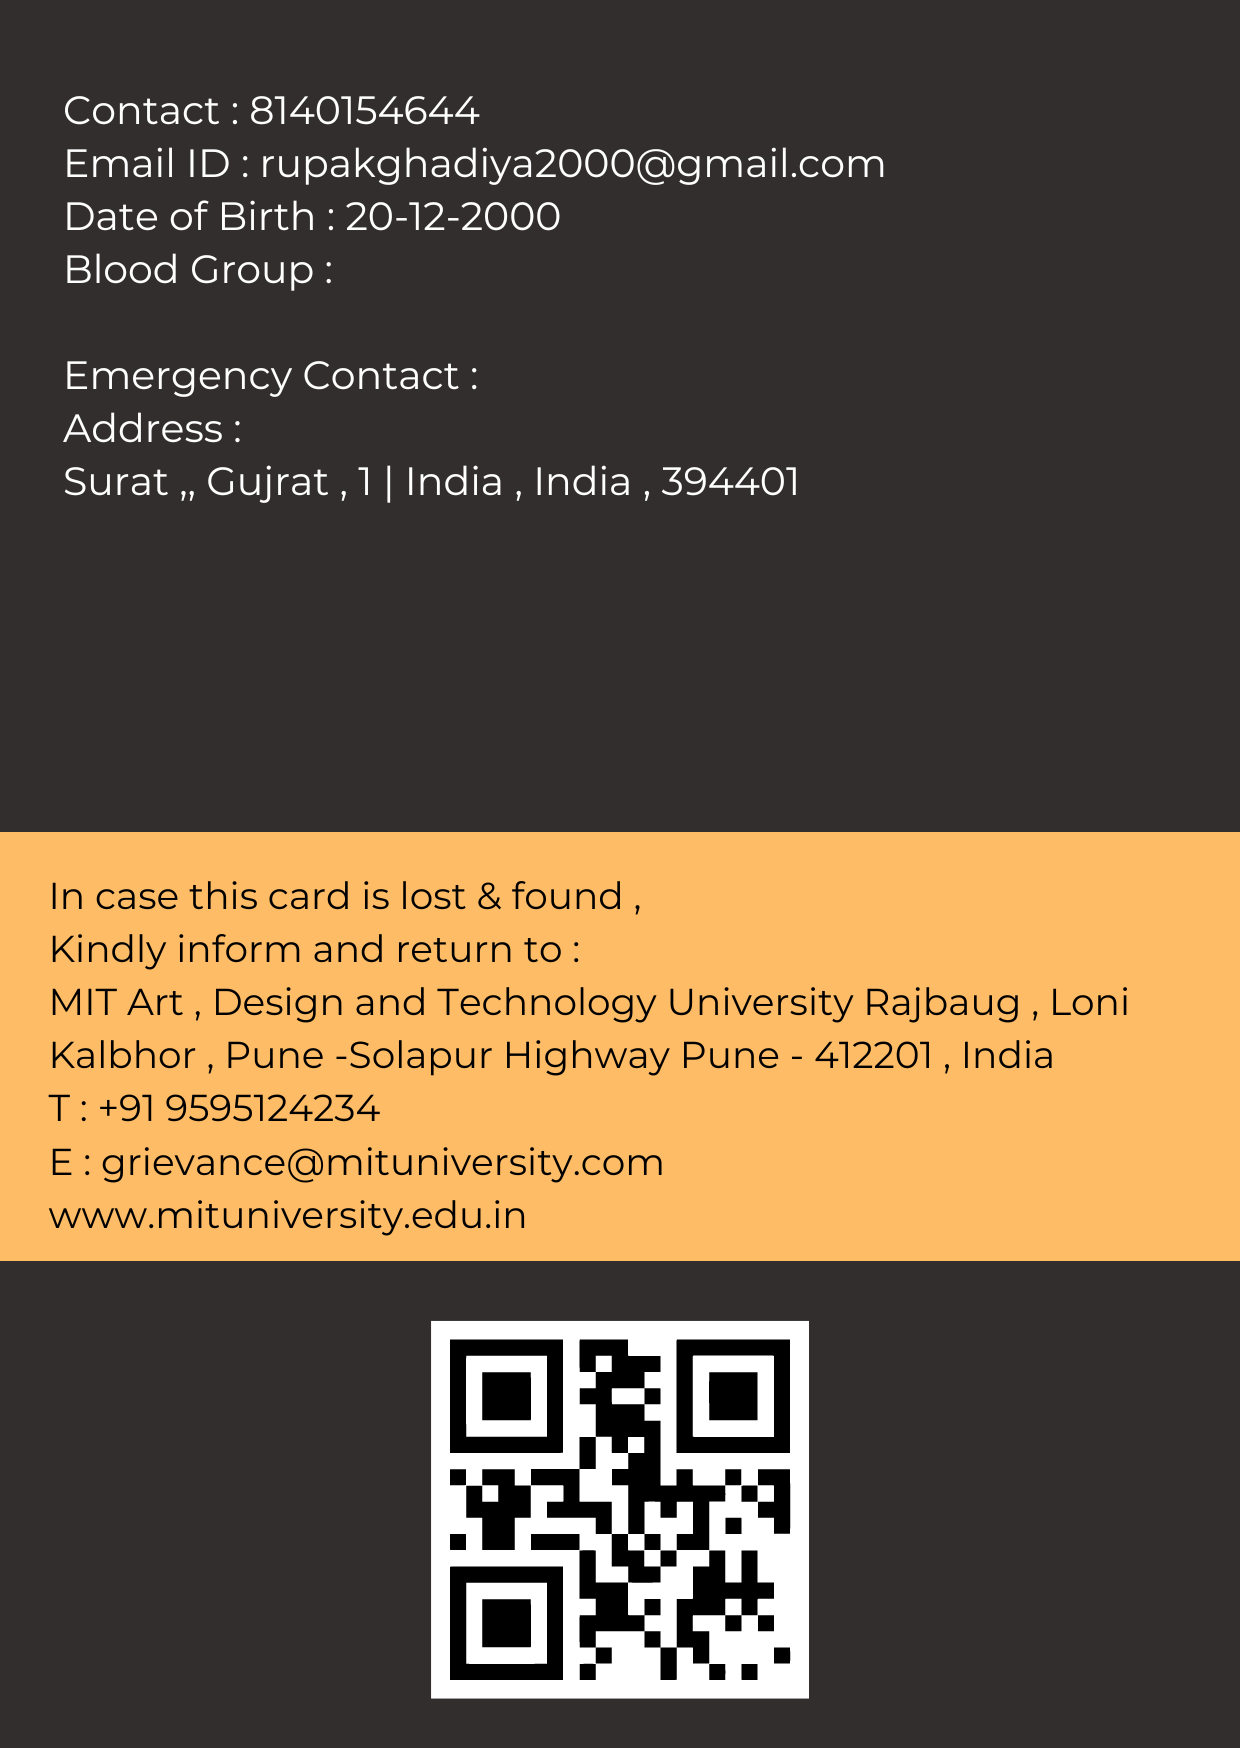 Contact : 8140154644
Email ID : rupakghadiya2000@gmail.com
Date of Birth : 20-12-2000
Blood Group :
Emergency Contact :
Address :
Surat ,, Gujrat , 1 | India , India , 394401
In case this card is lost & found ,
Kindly inform and return to :
MIT Art , Design and Technology University Rajbaug , Loni
Kalbhor , Pune -Solapur Highway Pune - 412201 , India
T : +91 9595124234
E : grievance@mituniversity.com
www.mituniversity.edu.in